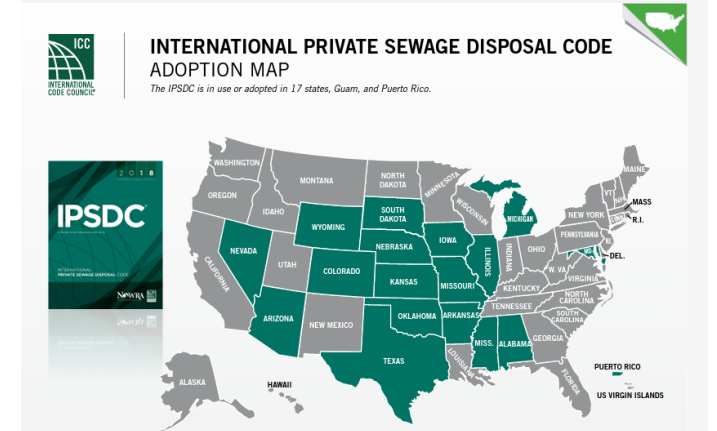 ICC
INTERNATIONAL
CODE COUNCIL®
INTERNATIONAL PRIVATE SEWAGE DISPOSAL CODE
ADOPTION MAP
The IPSDC is in use or adopted in 17 states, Guam, and Puerto Rico.
2018
IPSDC
INTERNATIONAL
PRIVATE SEWAGE DISPOSAL CODE
NOWRA
WASHINGTON
OREGON
CALIFORNIA
NEVADA
IDAHO
MONTANA
WYOMING
UTAH
COLORADO
ARIZONA
NEW MEXICO
NORTH
DAKOTA
SOUTH
DAKOTA
NEBRASKA
KANSAS
OKLAHOMA
TEXAS
MINNESOTA
IOWA
MISSOURI
ARKANSAS
LOUISIANA
WISCONSIN
ILLINOIS
MICHIGAN
INDIANA
OHIO
KENTUCKY
TENNESSEE
MISS.
ALABAMA
GEORGIA
FLORIDA
SOUTH
CAROLINA
NORTH
CAROLINA
VIRGINIA
W. VA
PENNSYLVANIA
NEW YORK
VT
NH
MAINE
MASS
R.I.
CONN
NJ
DEL.
MD
ALASKA
HAWAII
PUERTO RICO
US VIRGIN ISLANDS